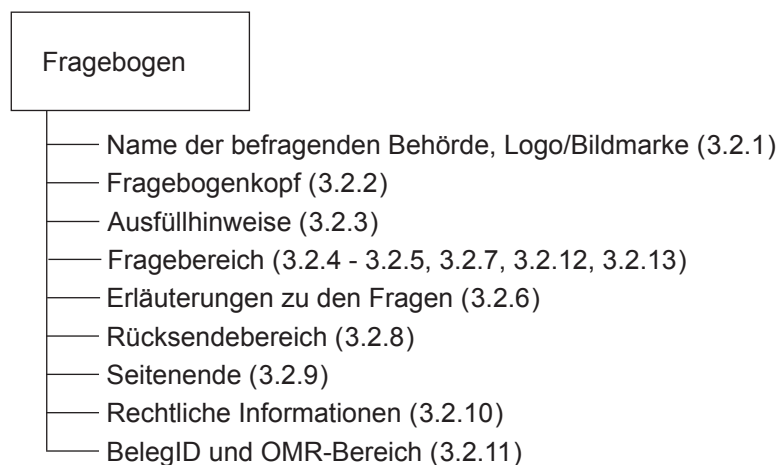 Fragebogen
Name der befragenden Behörde, Logo/Bildmarke (3.2.1)
Fragebogenkopf (3.2.2)
Ausfüllhinweise (3.2.3)
Fragebereich (3.2.4 - 3.2.5, 3.2.7, 3.2.12, 3.2.13)
Erläuterungen zu den Fragen (3.2.6)
Rücksendebereich (3.2.8)
Seitenende (3.2.9)
Rechtliche Informationen (3.2.10)
BelegID und OMR-Bereich (3.2.11)